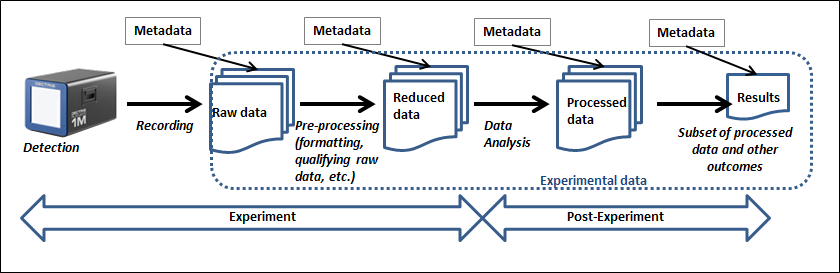 Metadata
Metadata
Metadata
Metadata
1M
Detection
Recording
Raw data
Pre-processing
(formatting,
qualifying raw
data, etc.)
Reduced
data
Data
Analysis
Processed
data
Results
Subset of processed
data and other
outcomes
Experimental data
Experiment
Post-Experiment